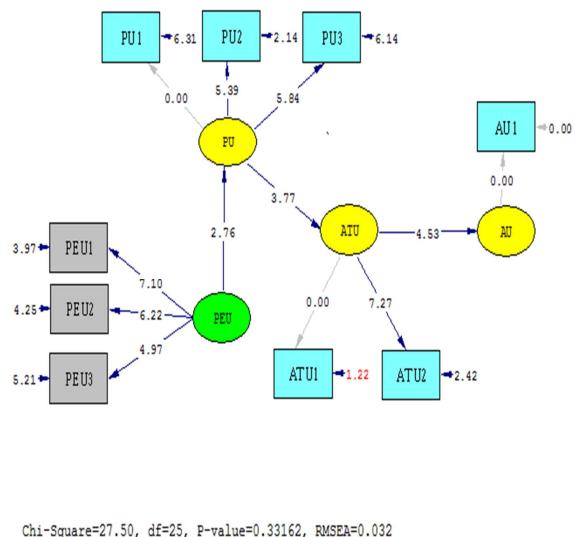 PU1
6.31
PU2
2.14
PU3
6.14
0.00
5.39
5.84
PU
AU1
0.00
0.00
3.77
2.76
ATU
4.53
AU
3.97
PEU1
7.10
4.25
PEU2
6.22
PEU
0.00
7.27
4.97
5.21
PEU3
ATU1
1.22
ATU2
2.42
Chi-Square=27.50, df=25, P-value=0.33162, RMSEA=0.032